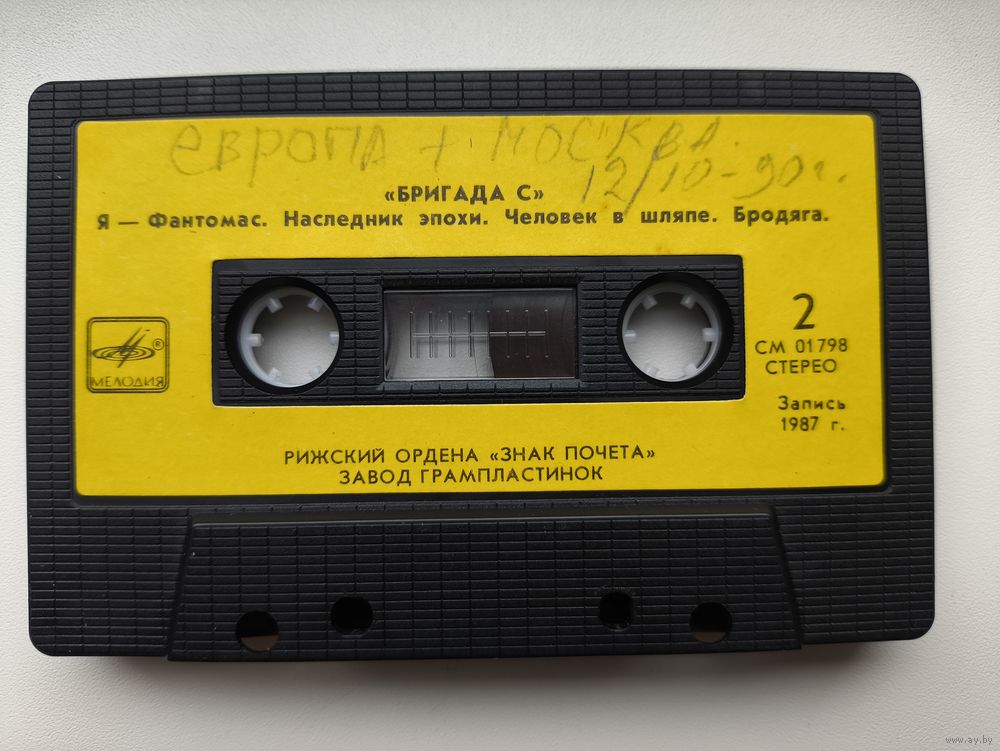 ЕВРОПА + МОСКВА.
12/10-90г.
«БРИГАДА С»
Я — Фантомас. Наследник эпохи. Человек в шляпе. Бродяга.
МЕЛОДИЯ ®
2
СМ 01798
СТЕРЕО
Запись
1987 г.
РИЖСКИЙ ОРДЕНА «ЗНАК ПОЧЕТА»
ЗАВОД ГРАМПЛАСТИНОК
www.ay.by